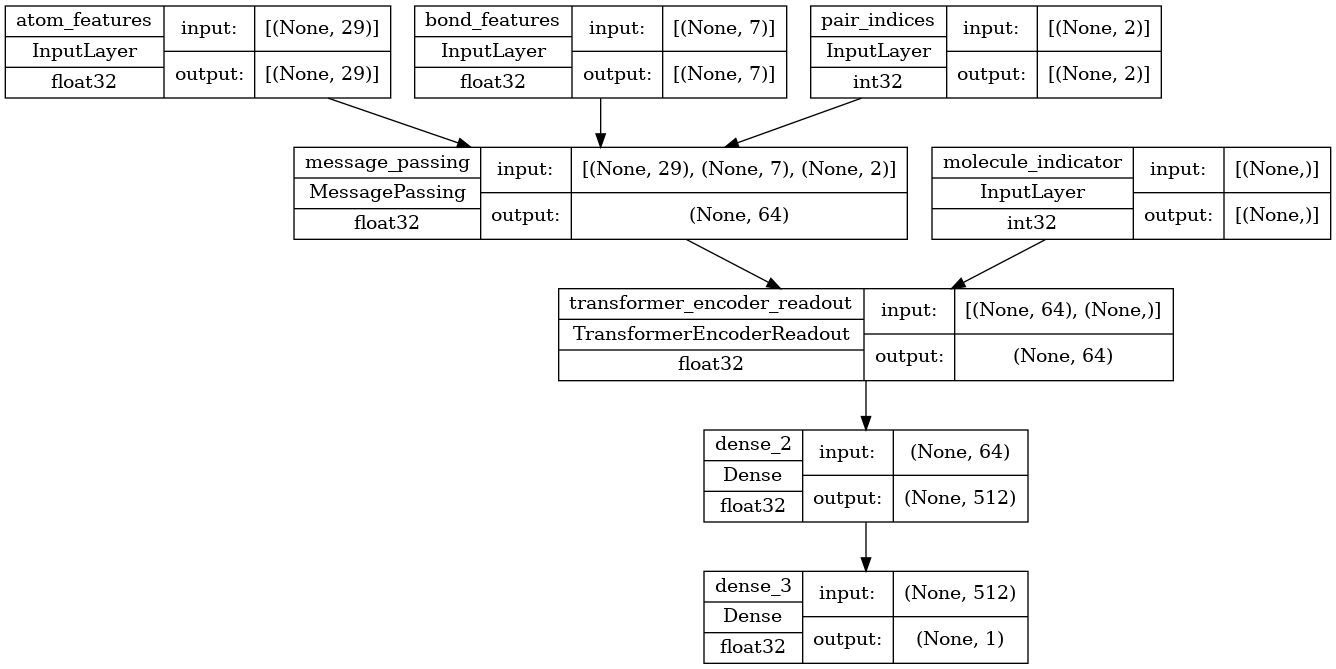 atom_features
InputLayer
float32
input:
[(None, 29)]
output:
[(None, 29)]
bond_features
InputLayer
float32
input:
[(None, 7)]
output:
[(None, 7)]
pair_indices
InputLayer
int32
input:
[(None, 2)]
output:
[(None, 2)]
message_passing
MessagePassing
float32
input:
[(None, 29), (None, 7), (None, 2)]
output:
(None, 64)
molecule_indicator
InputLayer
int32
input:
[(None,)]
output:
[(None,)]
transformer_encoder_readout
TransformerEncoderReadout
float32
input:
[(None, 64), (None,)]
output:
(None, 64)
dense_2
Dense
float32
input:
(None, 64)
output:
(None, 512)
dense_3
Dense
float32
input:
(None, 512)
output:
(None, 1)